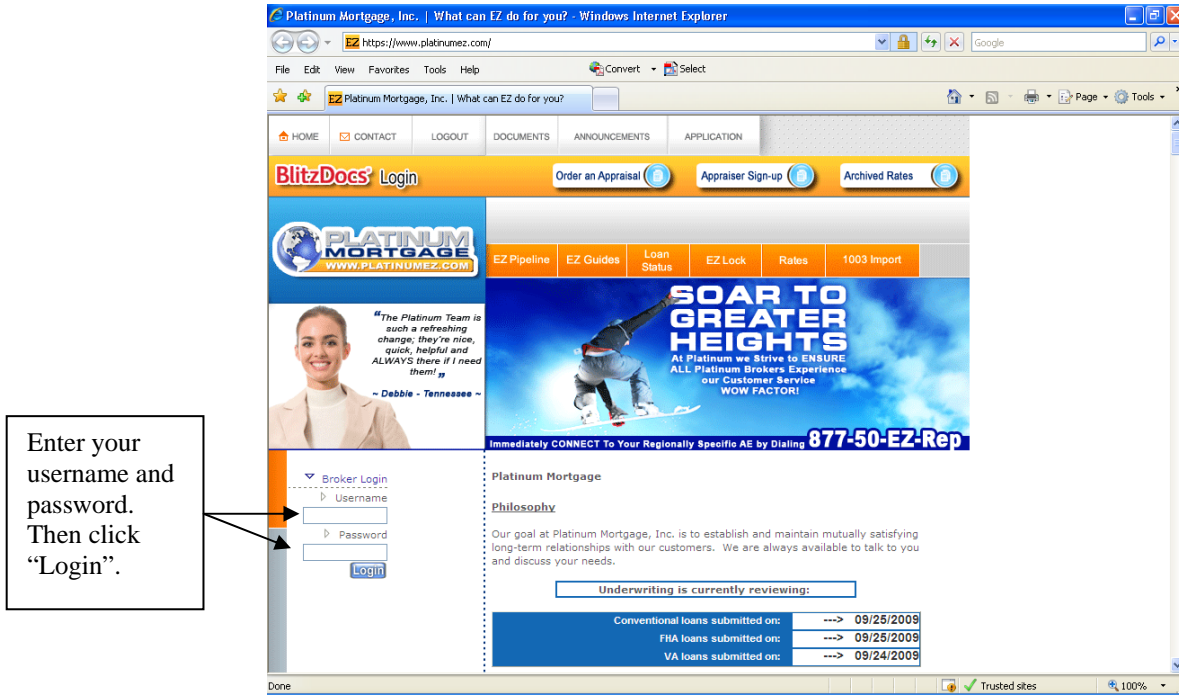 Platinum Mortgage, Inc. | What can EZ do for you? - Windows Internet Explorer
EZ https://www.platinumez.com/
Google
File Edit View Favorites Tools Help
Convert Select
EZ Platinum Mortgage, Inc. | What can EZ do for you?
Page Tools
HOME CONTACT LOGOUT DOCUMENTS ANNOUNCEMENTS APPLICATION
BlitzDocs® Login
Order an Appraisal
Appraiser Sign-up
Archived Rates
PLATINUM
MORTGAGE
WWW.PLATINUMEZ.COM
EZ Pipeline
EZ Guides
Loan
Status
EZ Lock
Rates
1003 Import
"The Platinum Team is
such a refreshing
change; they're nice,
quick, helpful and
ALWAYS there if I need
them!"
~ Debbie - Tennessee ~
SOAR TO
GREATER
HEIGHTS
At Platinum we Strive to ENSURE
ALL Platinum Brokers Experience
our Customer Service
WOW FACTOR!
Immediately CONNECT To Your Regionally Specific AE by Dialing 877-50-EZ-Rep
Enter your
username and
password.
Then click
“Login”.
Broker Login
Username
Password
Login
Platinum Mortgage
Philosophy
Our goal at Platinum Mortgage, Inc. is to establish and maintain mutually satisfying
long-term relationships with our customers. We are always available to talk to you
and discuss your needs.
Underwriting is currently reviewing:
Conventional loans submitted on: ---> 09/25/2009
FHA loans submitted on: ---> 09/25/2009
VA loans submitted on: ---> 09/24/2009
Done
Trusted sites
100%